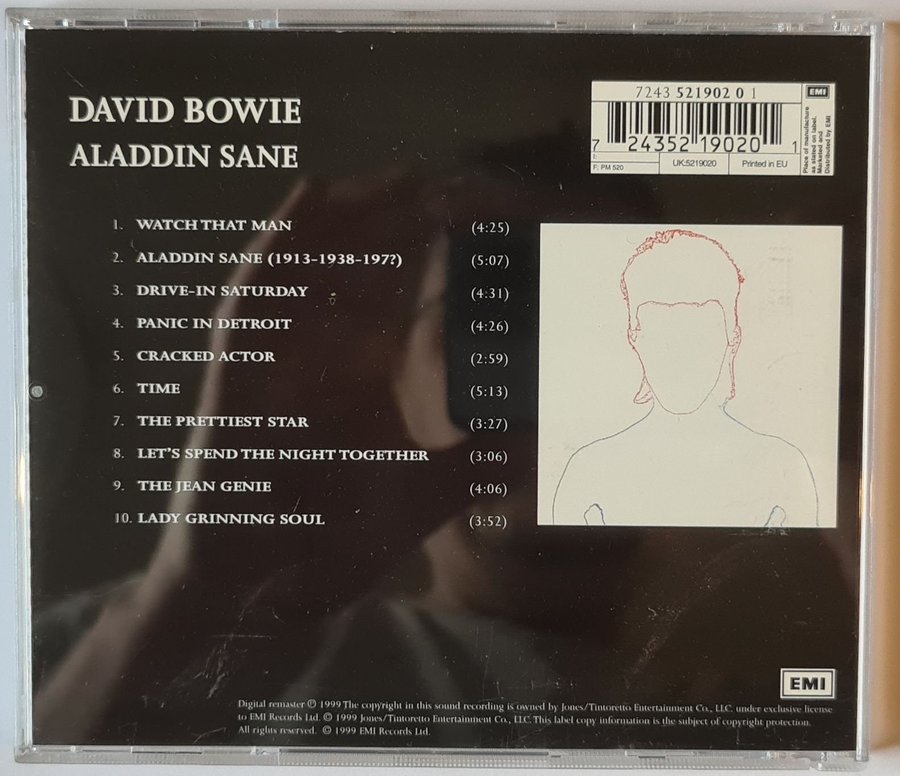 DAVID BOWIE
ALADDIN SANE
7243 521902 0 1
EMI
7 24352 19020 1
F: PM 520
UK:5219020
Printed in EU
Place of manufacture
as stated on label.
Marketed and
Distributed by EMI
1. WATCH THAT MAN (4:25)
2. ALADDIN SANE (1913-1938-197?) (5:07)
3. DRIVE-IN SATURDAY (4:31)
4. PANIC IN DETROIT (4:26)
5. CRACKED ACTOR (2:59)
6. TIME (5:13)
7. THE PRETTIEST STAR (3:27)
8. LET'S SPEND THE NIGHT TOGETHER (3:06)
9. THE JEAN GENIE (4:06)
10. LADY GRINNING SOUL (3:52)
EMI
Digital remaster ℗ 1999 The copyright in this sound recording is owned by Jones/Tintoretto Entertainment Co., LLC. under exclusive license
to EMI Records Ltd. © 1999 Jones/Tintoretto Entertainment Co., LLC. This label copy information is the subject of copyright protection.
All rights reserved. © 1999 EMI Records Ltd.